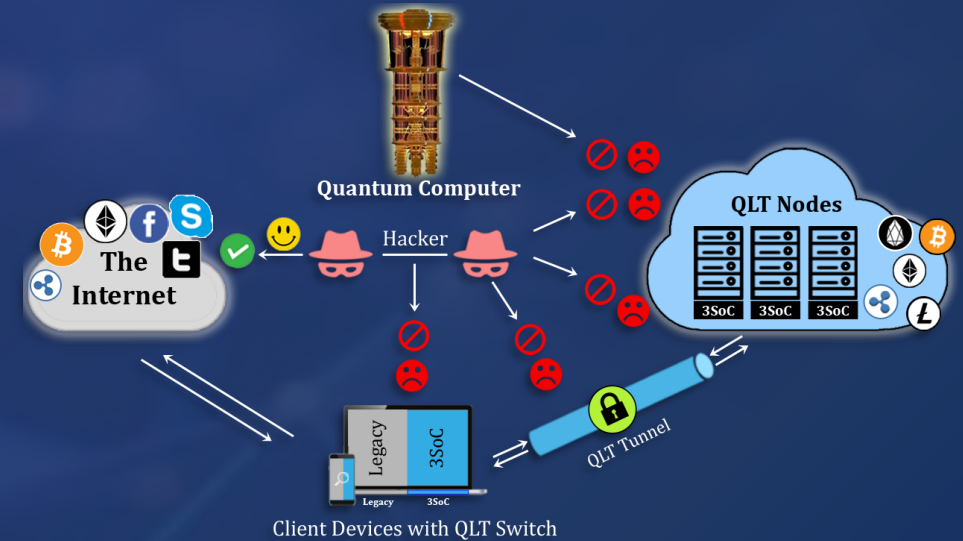 Quantum Computer
Hacker
QLT Nodes
3SoC
3SoC
3SoC
The
Internet
f
S
t
QLT Tunnel
Legacy
3SoC
Legacy
3SoC
Client Devices with QLT Switch